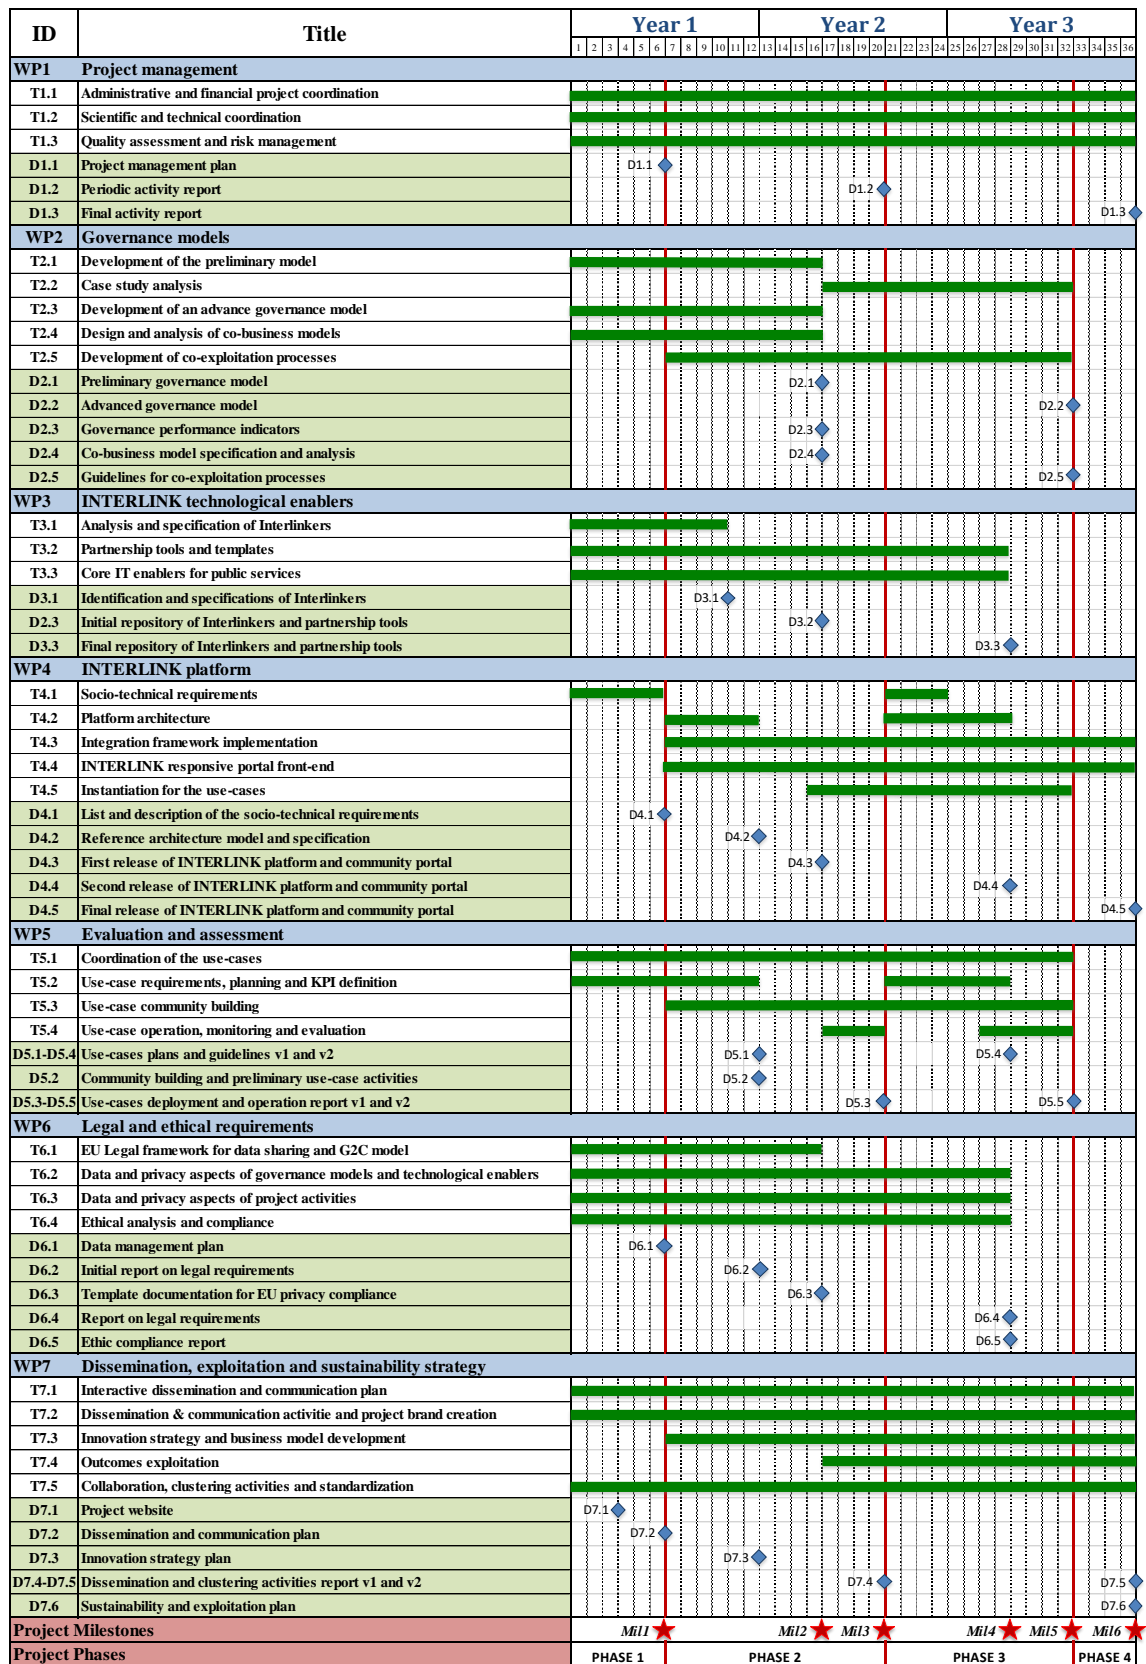 ID Title Year 1 Year 2 Year 3
1 2 3 4 5 6 7 8 9 10 11 12 13 14 15 16 17 18 19 20 21 22 23 24 25 26 27 28 29 30 31 32 33 34 35 36
WP1 Project management
T1.1 Administrative and financial project coordination
T1.2 Scientific and technical coordination
T1.3 Quality assessment and risk management
D1.1 Project management plan D1.1
D1.2 Periodic activity report D1.2
D1.3 Final activity report D1.3
WP2 Governance models
T2.1 Development of the preliminary model
T2.2 Case study analysis
T2.3 Development of an advance governance model
T2.4 Design and analysis of co-business models
T2.5 Development of co-exploitation processes
D2.1 Preliminary governance model D2.1
D2.2 Advanced governance model D2.2
D2.3 Governance performance indicators D2.3
D2.4 Co-business model specification and analysis D2.4
D2.5 Guidelines for co-exploitation processes D2.5
WP3 INTERLINK technological enablers
T3.1 Analysis and specification of Interlinkers
T3.2 Partnership tools and templates
T3.3 Core IT enablers for public services
D3.1 Identification and specifications of Interlinkers D3.1
D2.3 Initial repository of Interlinkers and partnership tools D3.2
D3.3 Final repository of Interlinkers and partnership tools D3.3
WP4 INTERLINK platform
T4.1 Socio-technical requirements
T4.2 Platform architecture
T4.3 Integration framework implementation
T4.4 INTERLINK responsive portal front-end
T4.5 Instantiation for the use-cases
D4.1 List and description of the socio-technical requirements D4.1
D4.2 Reference architecture model and specification D4.2
D4.3 First release of INTERLINK platform and community portal D4.3
D4.4 Second release of INTERLINK platform and community portal D4.4
D4.5 Final release of INTERLINK platform and community portal D4.5
WP5 Evaluation and assessment
T5.1 Coordination of the use-cases
T5.2 Use-case requirements, planning and KPI definition
T5.3 Use-case community building
T5.4 Use-case operation, monitoring and evaluation
D5.1-D5.4 Use-cases plans and guidelines v1 and v2 D5.1 D5.4
D5.2 Community building and preliminary use-case activities D5.2
D5.3-D5.5 Use-cases deployment and operation report v1 and v2 D5.3 D5.5
WP6 Legal and ethical requirements
T6.1 EU Legal framework for data sharing and G2C model
T6.2 Data and privacy aspects of governance models and technological enablers
T6.3 Data and privacy aspects of project activities
T6.4 Ethical analysis and compliance
D6.1 Data management plan D6.1
D6.2 Initial report on legal requirements D6.2
D6.3 Template documentation for EU privacy compliance D6.3
D6.4 Report on legal requirements D6.4
D6.5 Ethic compliance report D6.5
WP7 Dissemination, exploitation and sustainability strategy
T7.1 Interactive dissemination and communication plan
T7.2 Dissemination & communication activitie and project brand creation
T7.3 Innovation strategy and business model development
T7.4 Outcomes exploitation
T7.5 Collaboration, clustering activities and standardization
D7.1 Project website D7.1
D7.2 Dissemination and communication plan D7.2
D7.3 Innovation strategy plan D7.3
D7.4-D7.5 Dissemination and clustering activities report v1 and v2 D7.4 D7.5
D7.6 Sustainability and exploitation plan D7.6
Project Milestones Mil1 Mil2 Mil3 Mil4 Mil5 Mil6
Project Phases PHASE 1 PHASE 2 PHASE 3 PHASE 4